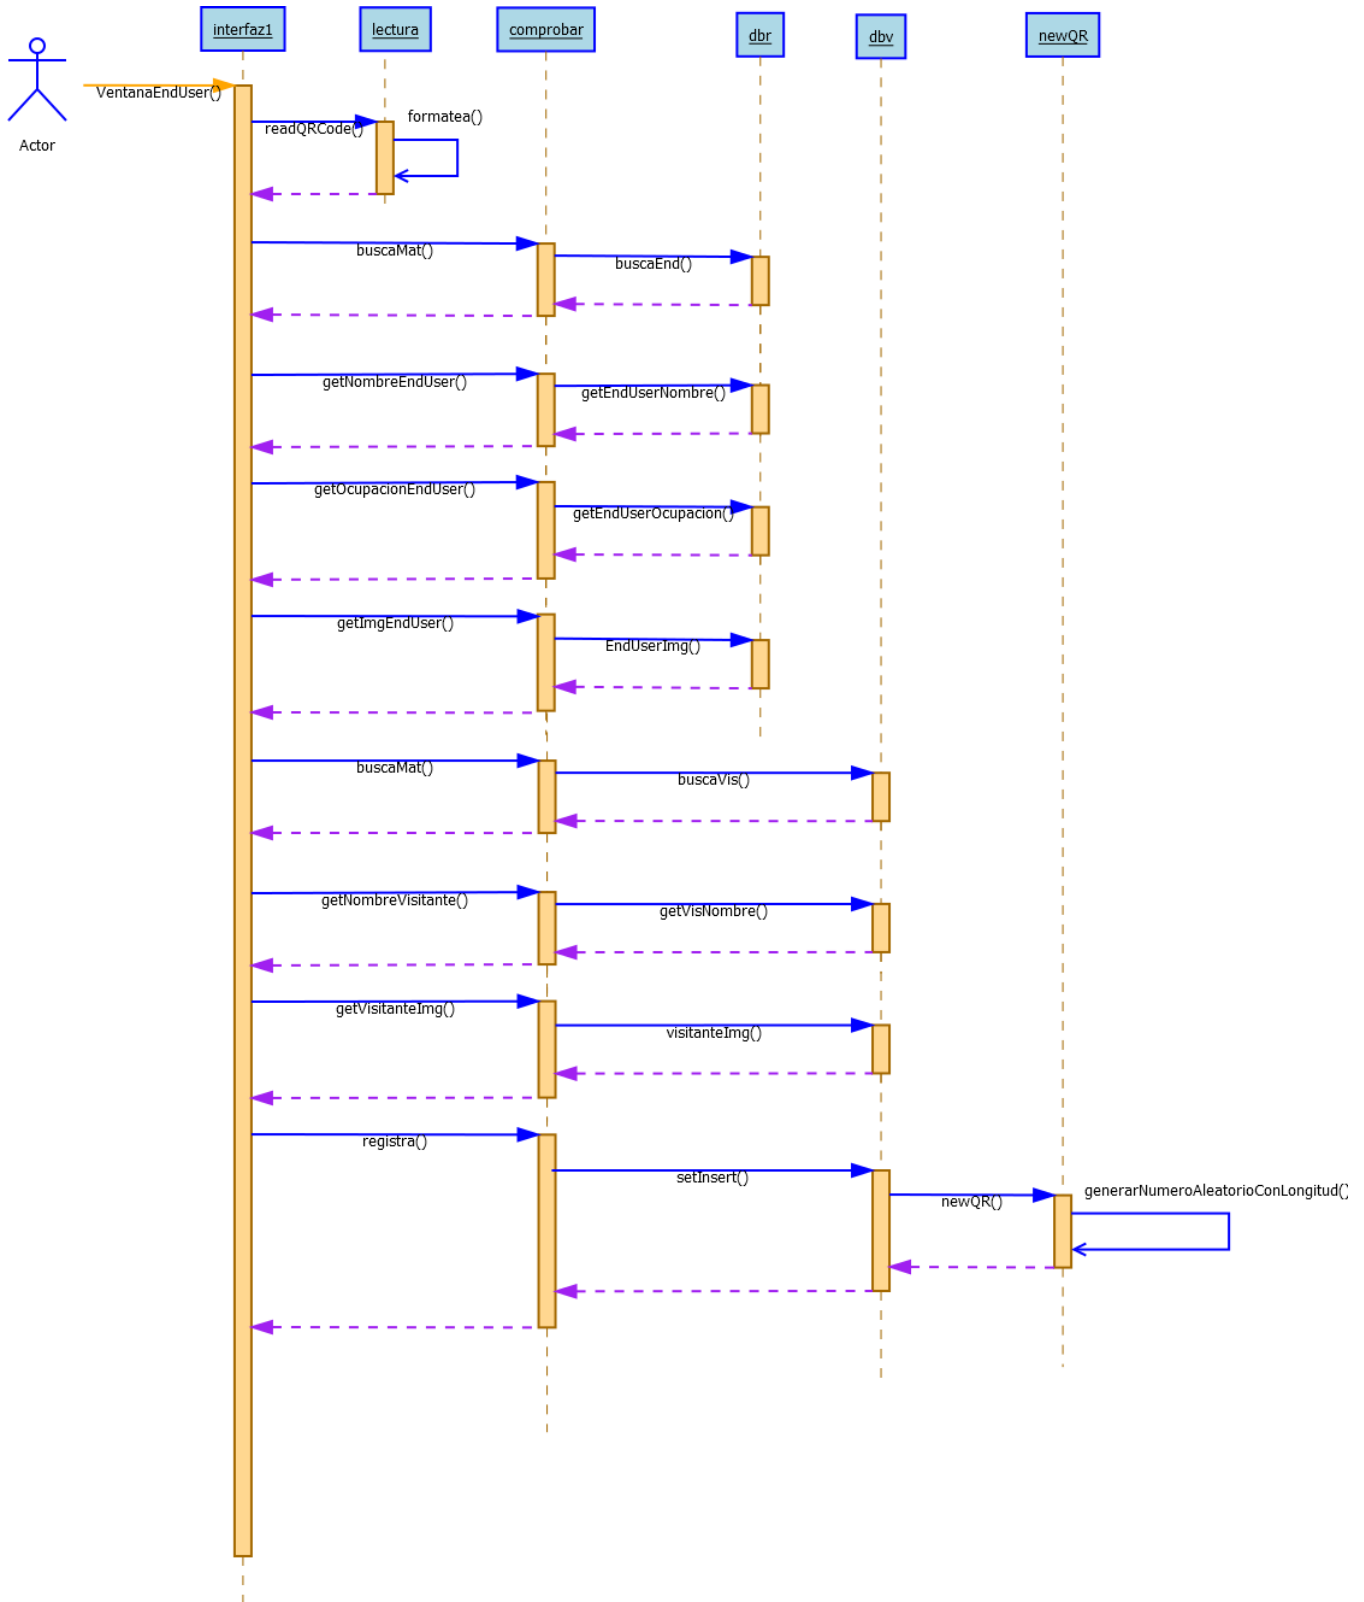 interfaz1
lectura
comprobar
dbr
dbv
newQR
Actor
VentanaEndUser()
readQRCode()
formatea()
buscaMat()
buscaEnd()
getNombreEndUser()
getEndUserNombre()
getOcupacionEndUser()
getEndUserOcupacion()
getImgEndUser()
EndUserImg()
buscaMat()
buscaVis()
getNombreVisitante()
getVisNombre()
getVisitanteImg()
visitanteImg()
registra()
setInsert()
newQR()
generarNumeroAleatorioConLongitud()